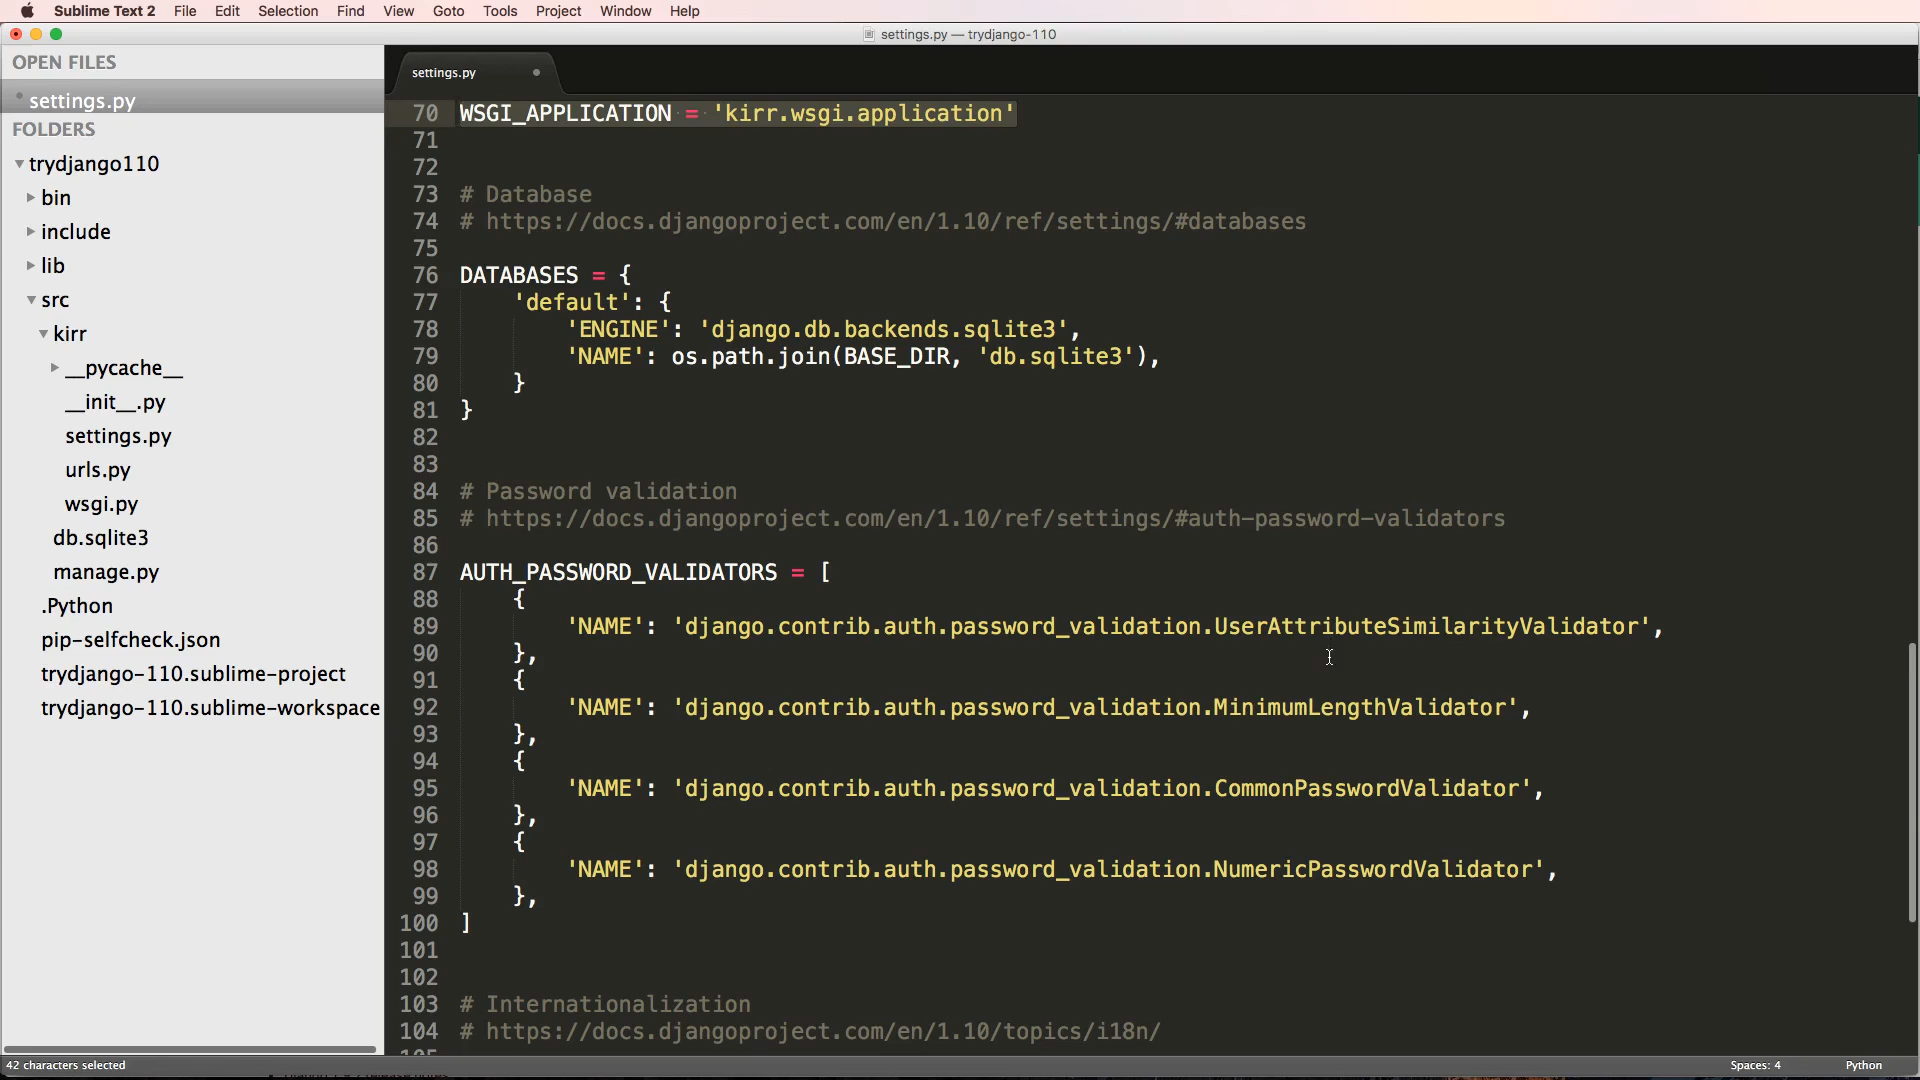 Sublime Text 2 File Edit Selection Find View Goto Tools Project Window Help
settings.py — trydjango-110
OPEN FILES
settings.py
FOLDERS
trydjango110
bin
include
lib
src
kirr
__pycache__
__init__.py
settings.py
urls.py
wsgi.py
db.sqlite3
manage.py
.Python
pip-selfcheck.json
trydjango-110.sublime-project
trydjango-110.sublime-workspace
settings.py
70 WSGI_APPLICATION = 'kirr.wsgi.application'
71
72
73 # Database
74 # https://docs.djangoproject.com/en/1.10/ref/settings/#databases
75
76 DATABASES = {
77     'default': {
78         'ENGINE': 'django.db.backends.sqlite3',
79         'NAME': os.path.join(BASE_DIR, 'db.sqlite3'),
80     }
81 }
82
83
84 # Password validation
85 # https://docs.djangoproject.com/en/1.10/ref/settings/#auth-password-validators
86
87 AUTH_PASSWORD_VALIDATORS = [
88     {
89         'NAME': 'django.contrib.auth.password_validation.UserAttributeSimilarityValidator',
90     },
91     {
92         'NAME': 'django.contrib.auth.password_validation.MinimumLengthValidator',
93     },
94     {
95         'NAME': 'django.contrib.auth.password_validation.CommonPasswordValidator',
96     },
97     {
98         'NAME': 'django.contrib.auth.password_validation.NumericPasswordValidator',
99     },
100 ]
101
102
103 # Internationalization
104 # https://docs.djangoproject.com/en/1.10/topics/i18n/
42 characters selected
Spaces: 4 Python